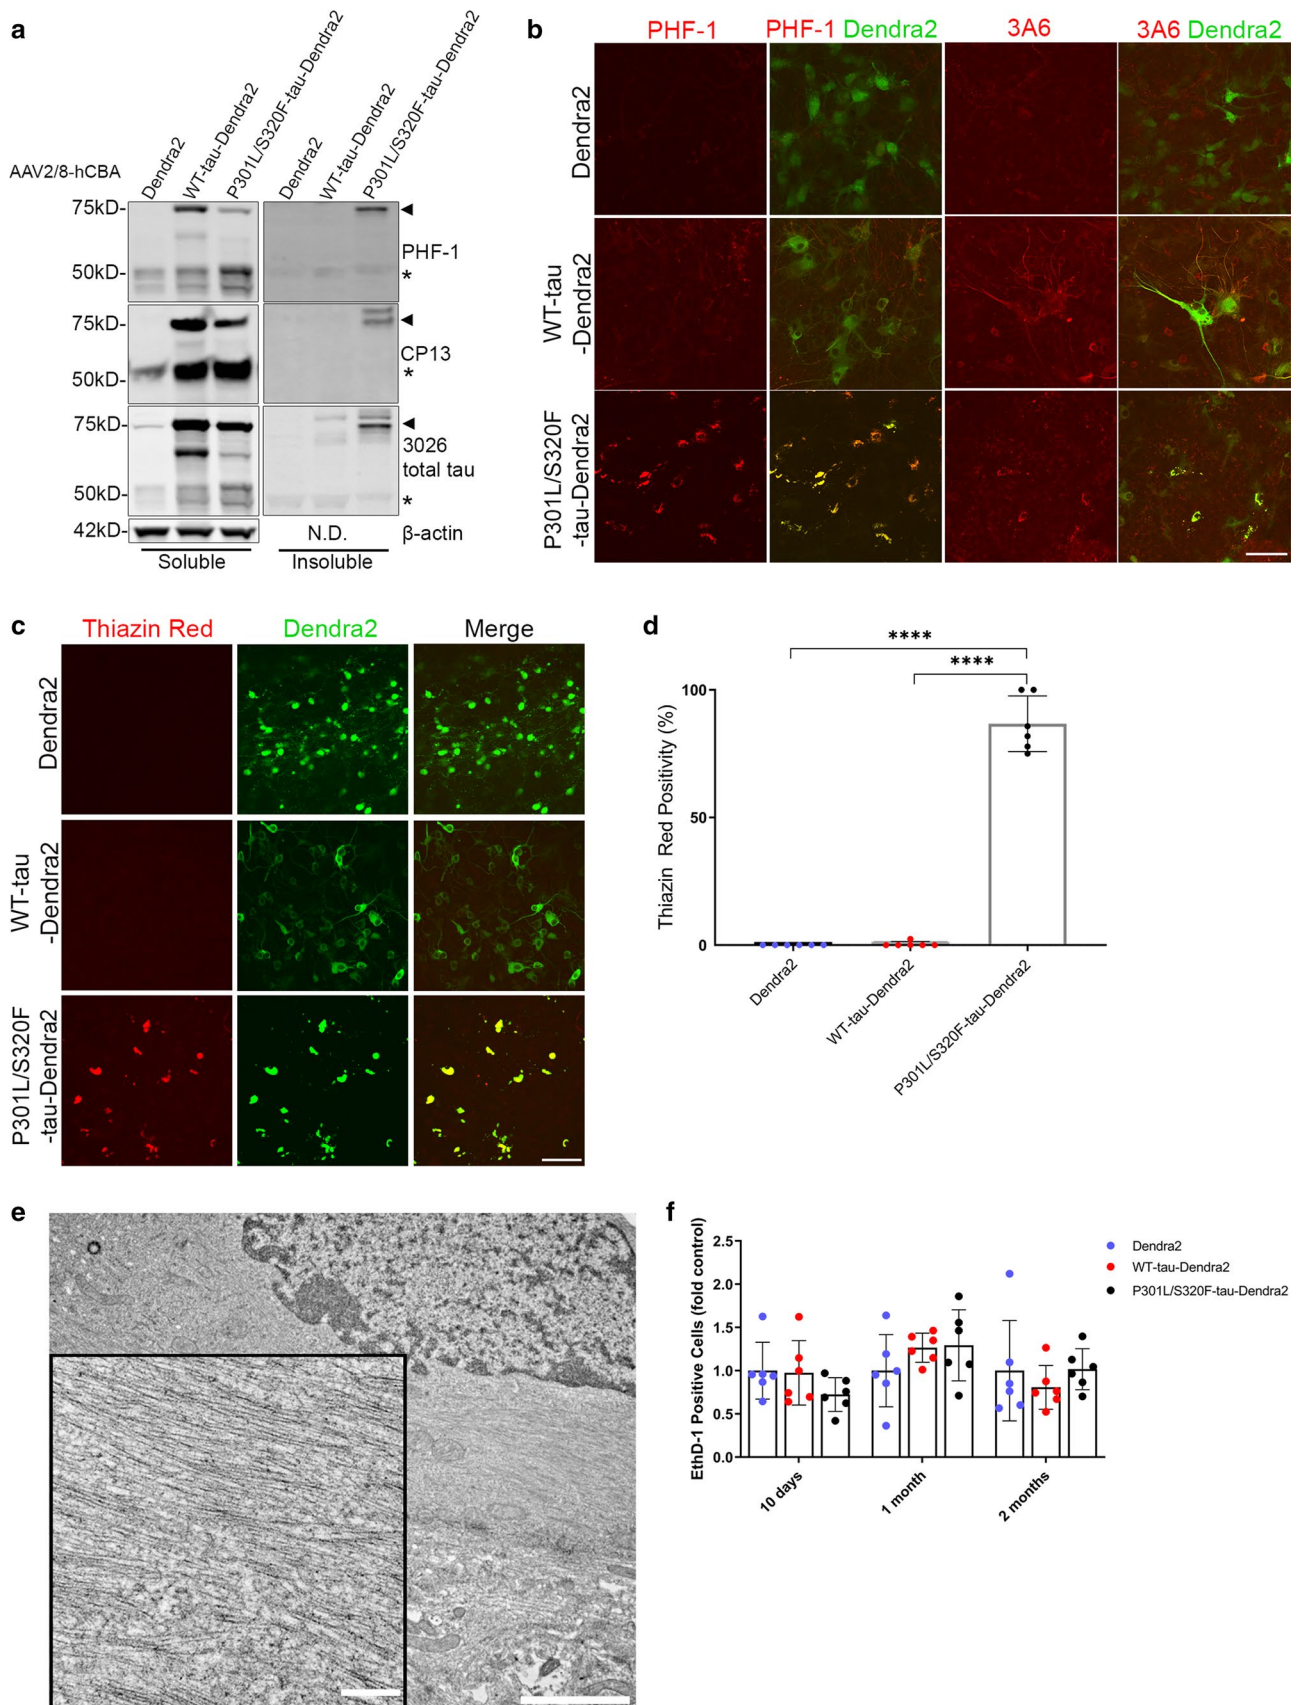 a
AAV2/8-hCBA
Dendra2
WT-tau-Dendra2
P301L/S320F-tau-Dendra2
Dendra2
WT-tau-Dendra2
P301L/S320F-tau-Dendra2
75kD-
50kD-
PHF-1
*
75kD-
50kD-
CP13
*
75kD-
50kD-
3026
total tau
*
42kD-
N.D.
β-actin
Soluble
Insoluble
b
PHF-1
PHF-1 Dendra2
3A6
3A6 Dendra2
Dendra2
WT-tau
-Dendra2
P301L/S320F
-tau-Dendra2
c
Thiazin Red
Dendra2
Merge
Dendra2
WT-tau
-Dendra2
P301L/S320F
-tau-Dendra2
d
****
****
Thiazin Red Positivity (%)
100
50
0
Dendra2
WT-tau-Dendra2
P301L/S320F-tau-Dendra2
e
f
EthD-1 Positive Cells (fold control)
2.5
2.0
1.5
1.0
0.5
0.0
10 days
1 month
2 months
Dendra2
WT-tau-Dendra2
P301L/S320F-tau-Dendra2